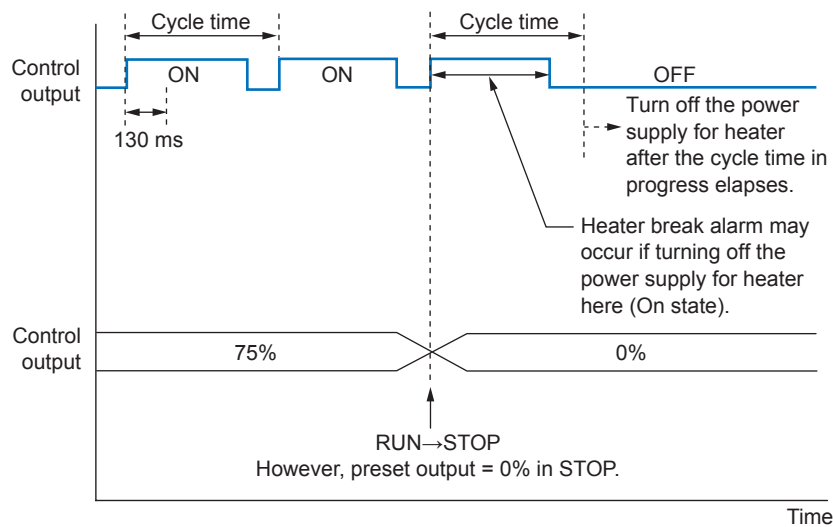 Cycle time
Cycle time
Control
output
ON
ON
OFF
130 ms
Turn off the power
supply for heater
after the cycle time in
progress elapses.
Heater break alarm may
occur if turning off the
power supply for heater
here (On state).
Control
output
75%
0%
RUN→STOP
However, preset output = 0% in STOP.
Time